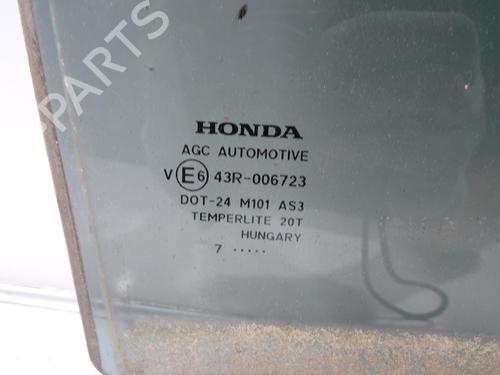 B-PARTS
HONDA
AGC AUTOMOTIVE
V E6 43R-006723
DOT-24 M101 AS3
TEMPERLITE 20T
HUNGARY
7 .....